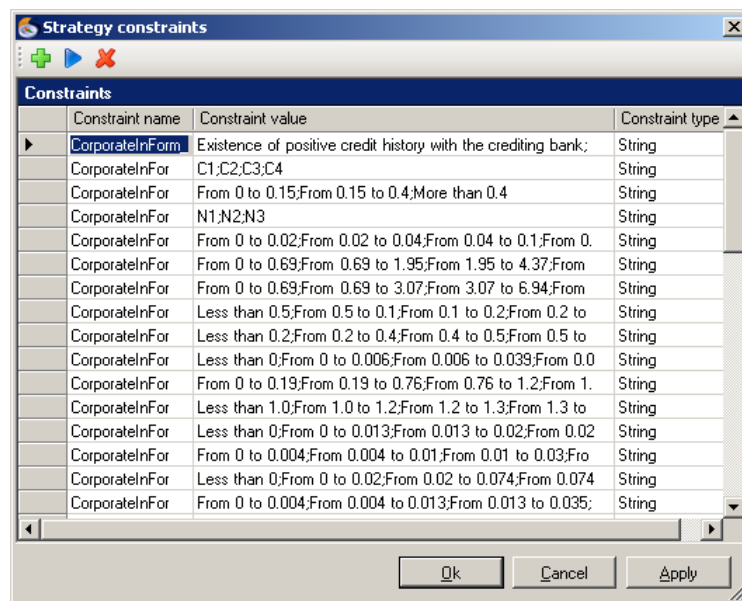 Strategy constraints
Constraints
Constraint name Constraint value Constraint type
CorporateInForm Existence of positive credit history with the crediting bank; String
CorporateInFor C1;C2;C3;C4 String
CorporateInFor From 0 to 0.15;From 0.15 to 0.4;More than 0.4 String
CorporateInFor N1;N2;N3 String
CorporateInFor From 0 to 0.02;From 0.02 to 0.04;From 0.04 to 0.1;From 0. String
CorporateInFor From 0 to 0.69;From 0.69 to 1.95;From 1.95 to 4.37;From String
CorporateInFor From 0 to 0.69;From 0.69 to 3.07;From 3.07 to 6.94;From String
CorporateInFor Less than 0.5;From 0.5 to 0.1;From 0.1 to 0.2;From 0.2 to String
CorporateInFor Less than 0.2;From 0.2 to 0.4;From 0.4 to 0.5;From 0.5 to String
CorporateInFor Less than 0;From 0 to 0.006;From 0.006 to 0.039;From 0.0 String
CorporateInFor From 0 to 0.19;From 0.19 to 0.76;From 0.76 to 1.2;From 1. String
CorporateInFor Less than 1.0;From 1.0 to 1.2;From 1.2 to 1.3;From 1.3 to String
CorporateInFor Less than 0;From 0 to 0.013;From 0.013 to 0.02;From 0.02 String
CorporateInFor From 0 to 0.004;From 0.004 to 0.01;From 0.01 to 0.03;Fro String
CorporateInFor Less than 0;From 0 to 0.02;From 0.02 to 0.074;From 0.074 String
CorporateInFor From 0 to 0.004;From 0.004 to 0.013;From 0.013 to 0.035; String
Ok Cancel Apply